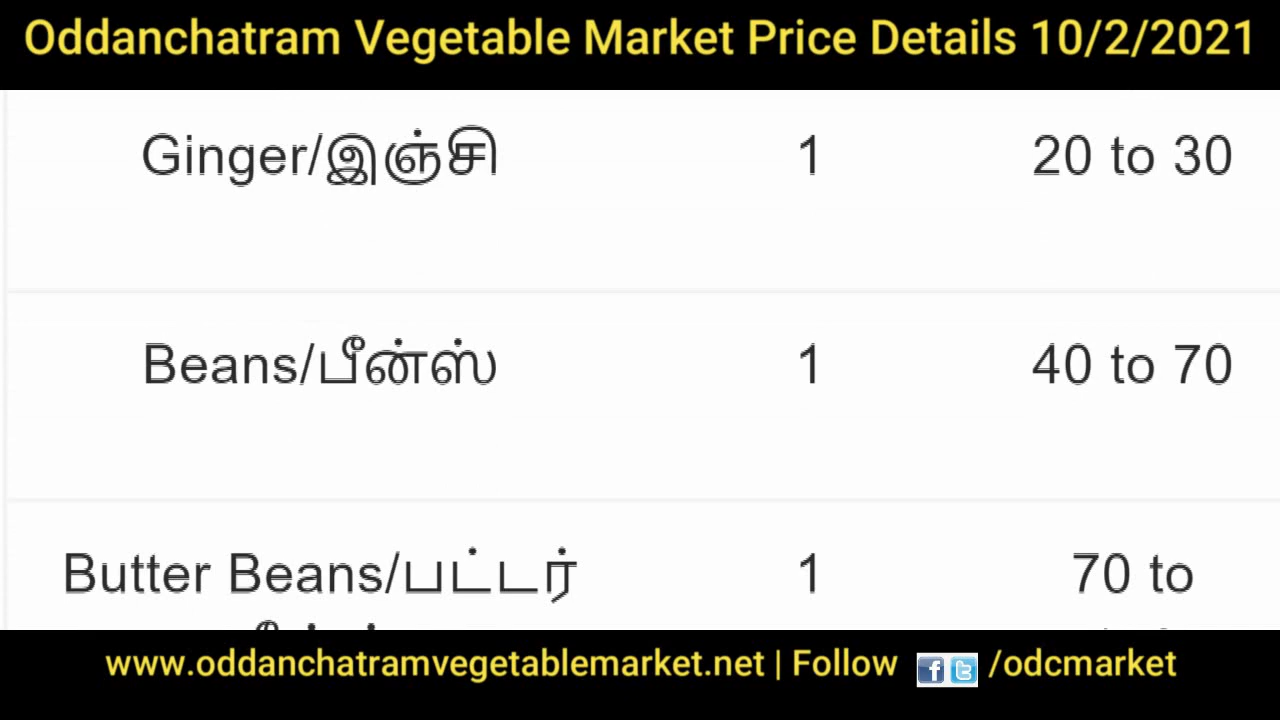 Oddanchatram Vegetable Market Price Details 10/2/2021
Ginger/இஞ்சி 1 20 to 30
Beans/பீன்ஸ் 1 40 to 70
Butter Beans/பட்டர் 1 70 to
www.oddanchatramvegetablemarket.net | Follow /odcmarket